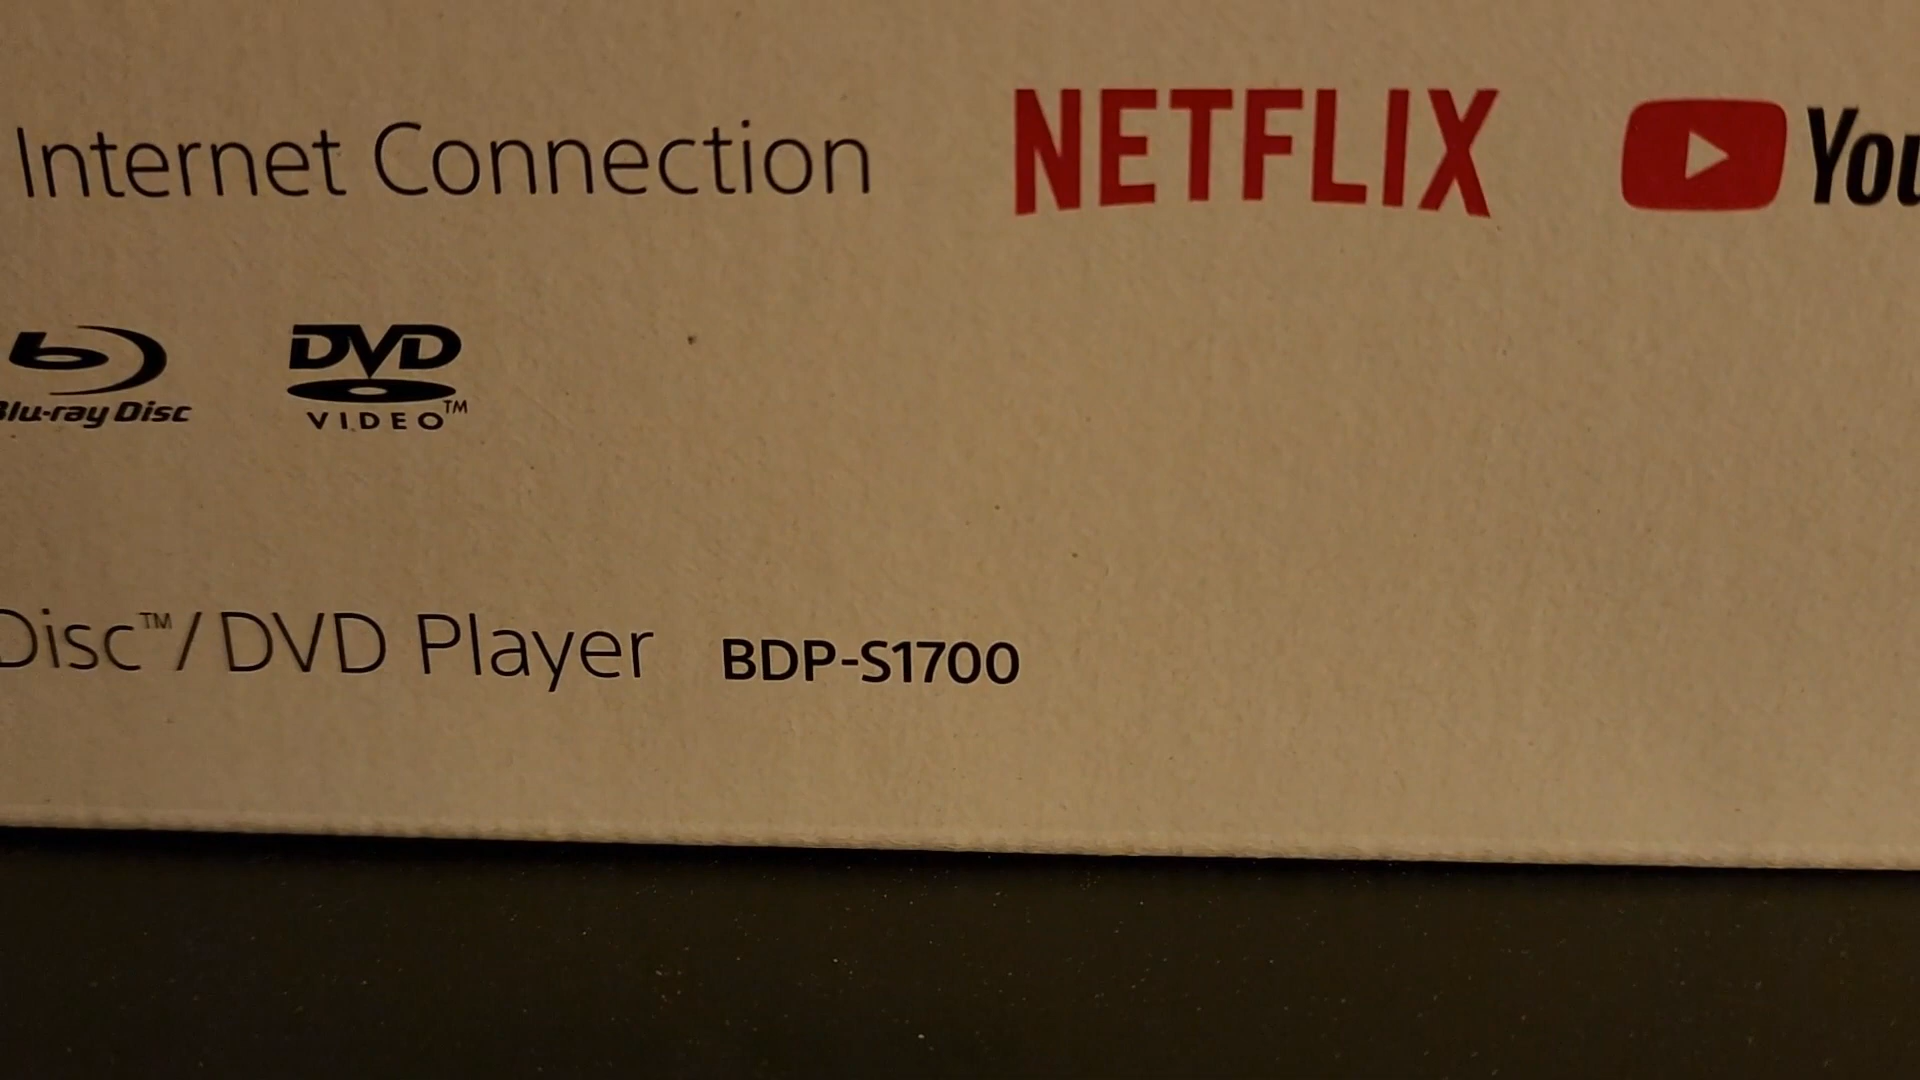 Internet Connection NETFLIX You
Blu-ray Disc DVD
VIDEO™
Disc™/DVD Player BDP-S1700